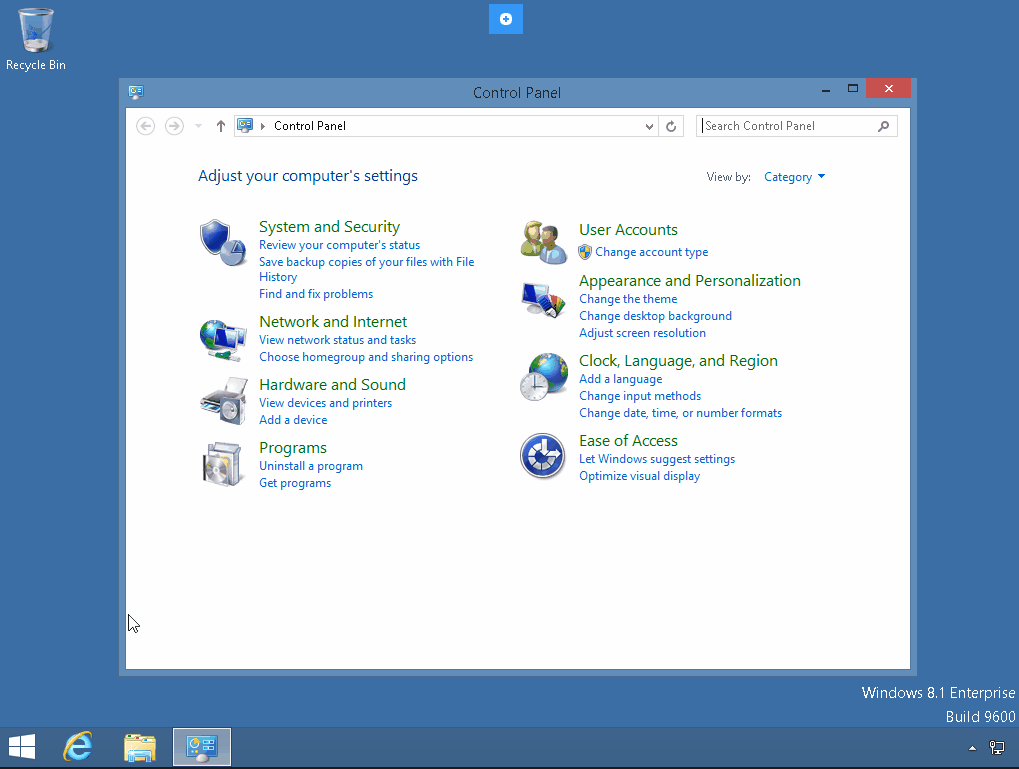 Recycle Bin
Control Panel
Control Panel
Search Control Panel
Adjust your computer's settings
View by: Category
System and Security
Review your computer's status
Save backup copies of your files with File
History
Find and fix problems
Network and Internet
View network status and tasks
Choose homegroup and sharing options
Hardware and Sound
View devices and printers
Add a device
Programs
Uninstall a program
Get programs
User Accounts
Change account type
Appearance and Personalization
Change the theme
Change desktop background
Adjust screen resolution
Clock, Language, and Region
Add a language
Change input methods
Change date, time, or number formats
Ease of Access
Let Windows suggest settings
Optimize visual display
Windows 8.1 Enterprise
Build 9600